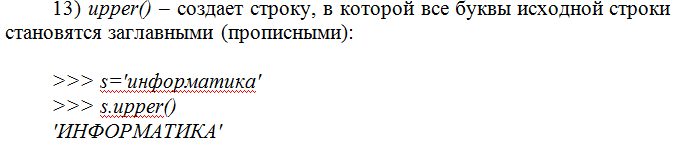 13) upper() – создает строку, в которой все буквы исходной строки
становятся заглавными (прописными):
>>> s='информатика'
>>> s.upper()
'ИНФОРМАТИКА'